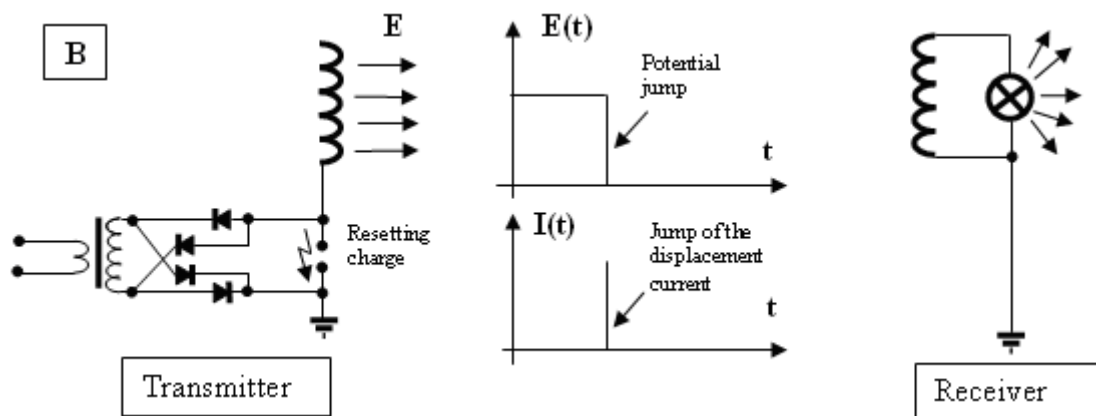 B
E
E(t)
Potential
jump
t
Resetting
charge
I(t)
Jump of the
displacement
current
t
Transmitter
Receiver